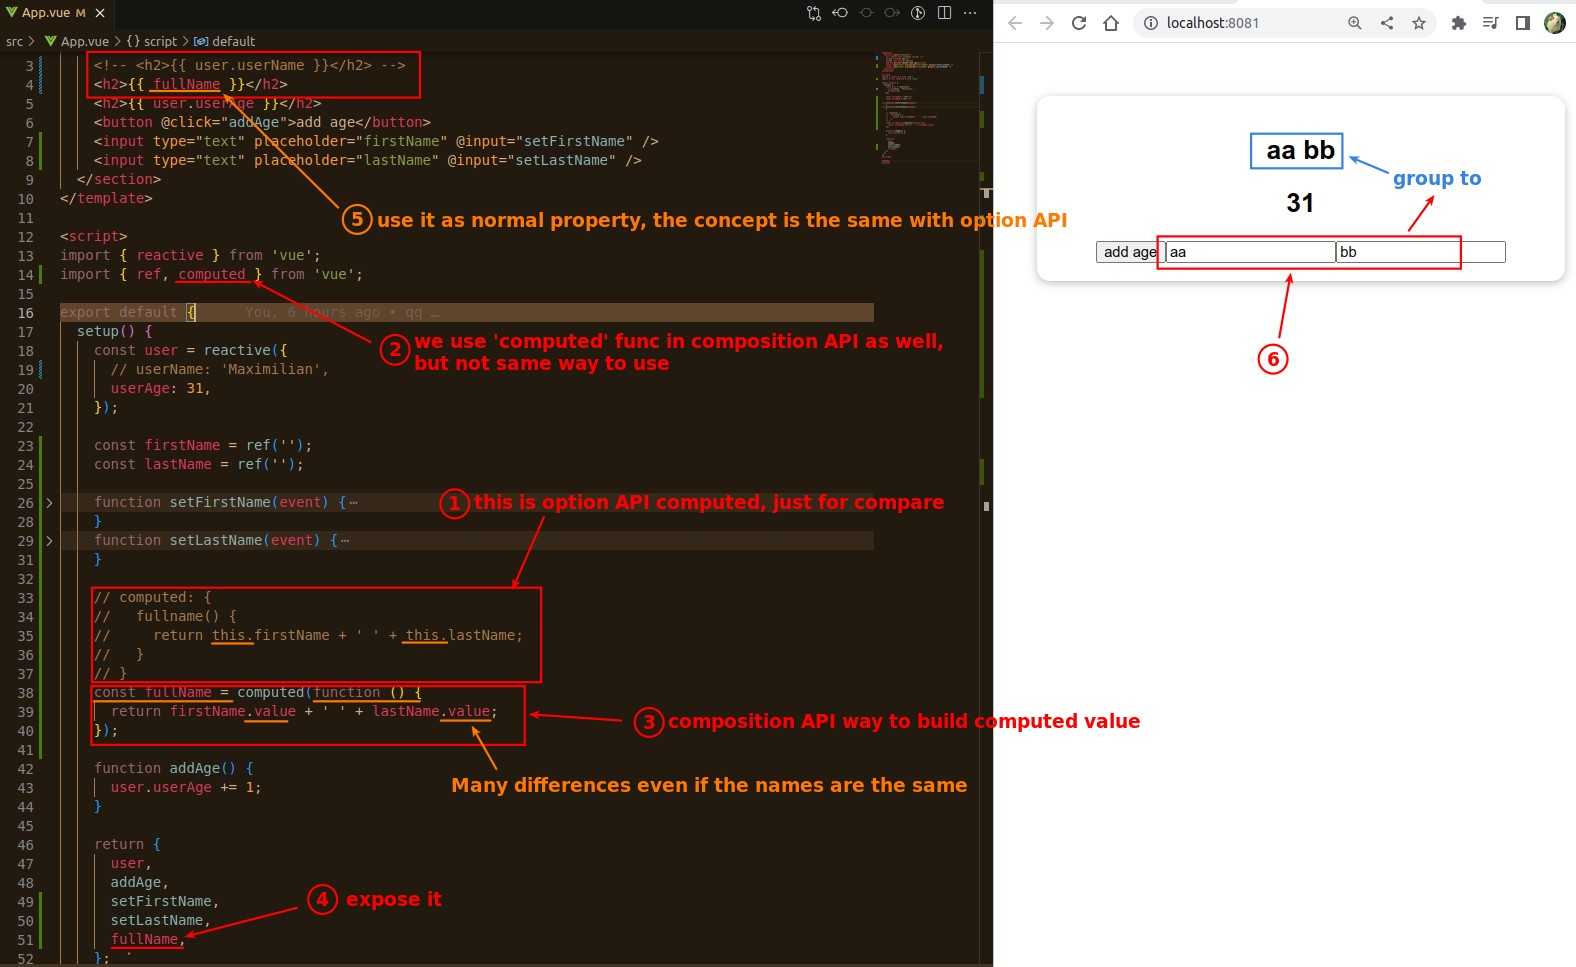 App.vue M
src > App.vue > {} script > default
3 <!-- <h2>{{ user.userName }}</h2> -->
4 <h2>{{ fullName }}</h2>
5 <h2>{{ user.userAge }}</h2>
6 <button @click="addAge">add age</button>
7 <input type="text" placeholder="firstName" @input="setFirstName" />
8 <input type="text" placeholder="lastName" @input="setLastName" />
9 </section>
10 </template>
⑤ use it as normal property, the concept is the same with option API
11
12 <script>
13 import { reactive } from 'vue';
14 import { ref, computed } from 'vue';
15
16 export default { You, 6 hours ago • qq …
17 setup() {
② we use 'computed' func in composition API as well,
but not same way to use
18 const user = reactive({
19 // userName: 'Maximilian',
20 userAge: 31,
21 });
22
23 const firstName = ref('');
24 const lastName = ref('');
25
26 function setFirstName(event) {⋯
① this is option API computed, just for compare
28 }
29 function setLastName(event) {⋯
31 }
32
33 // computed: {
34 // fullname() {
35 // return this.firstName + ' ' + this.lastName;
36 // }
37 // }
38 const fullName = computed(function () {
39 return firstName.value + ' ' + lastName.value;
40 });
③ composition API way to build computed value
41
42 function addAge() {
43 user.userAge += 1;
Many differences even if the names are the same
44 }
45
46 return {
47 user,
48 addAge,
49 setFirstName,
④ expose it
50 setLastName,
51 fullName,
52 };
localhost:8081
aa bb
group to
31
add age aa bb
⑥